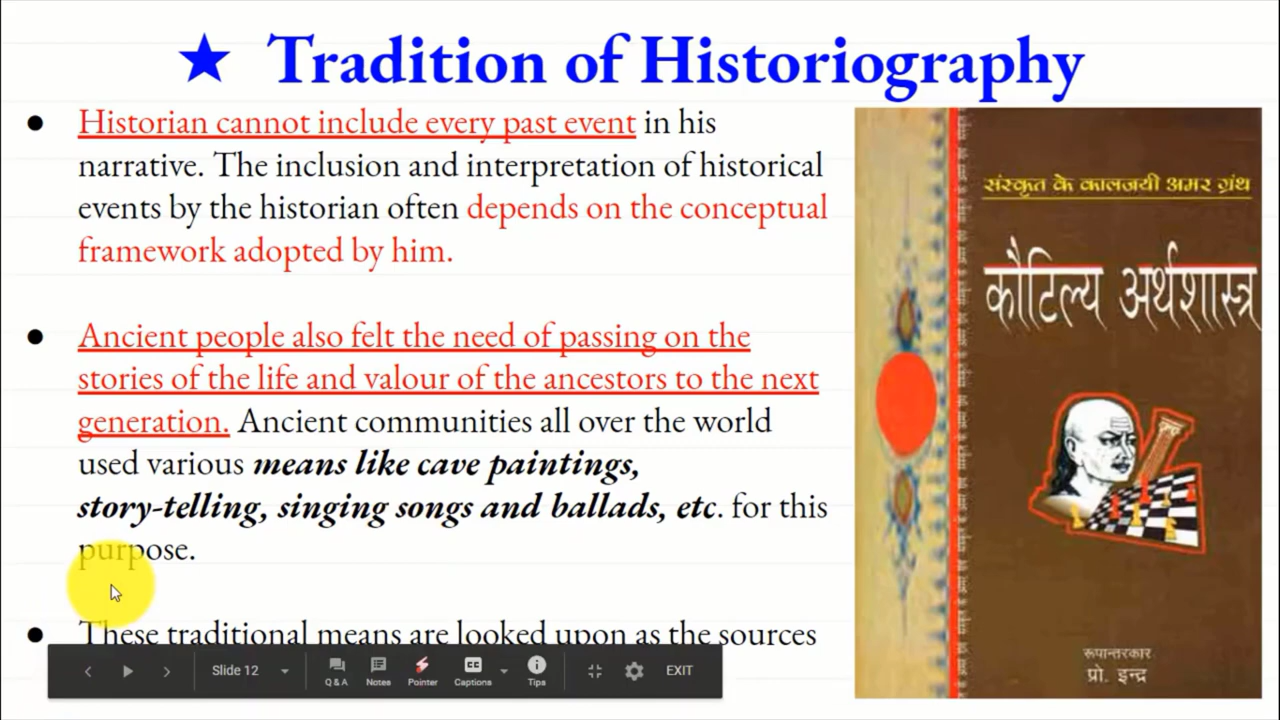 ★ Tradition of Historiography
● Historian cannot include every past event in his
narrative. The inclusion and interpretation of historical
events by the historian often depends on the conceptual
framework adopted by him.
● Ancient people also felt the need of passing on the
stories of the life and valour of the ancestors to the next
generation. Ancient communities all over the world
used various means like cave paintings,
story-telling, singing songs and ballads, etc. for this
purpose.
● These traditional means are looked upon as the sources
Slide 12
Q & A
Notes
Pointer
CC
Captions
Tips
EXIT
संस्कृत के कालजयी अमर ग्रंथ
कौटिल्य अर्थशास्त्र
रूपान्तरकार
प्रो. इन्द्र